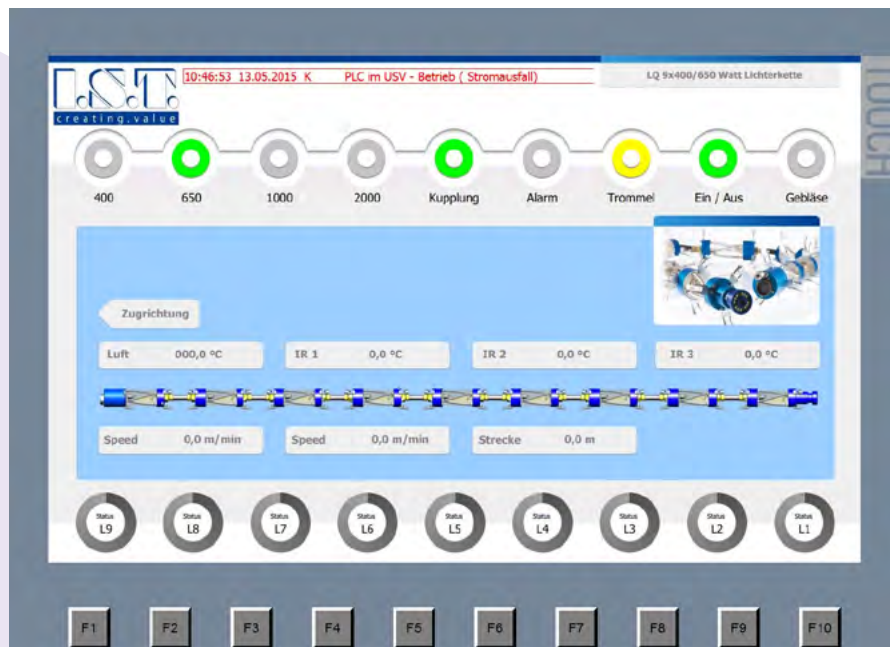 I.S.T.
creating.value
10:46:53 13.05.2015 K PLC im USV - Betrieb ( Stromausfall)
LQ 9x400/650 Watt Lichterkette
TOUCH
400 650 1000 2000 Kupplung Alarm Trommel Ein / Aus Gebläse
Zugrichtung
Luft 000,0 °C IR 1 0,0 °C IR 2 0,0 °C IR 3 0,0 °C
Speed 0,0 m/min Speed 0,0 m/min Strecke 0,0 m
Status Status Status Status Status Status Status Status Status
L9 L8 L7 L6 L5 L4 L3 L2 L1
F1 F2 F3 F4 F5 F6 F7 F8 F9 F10